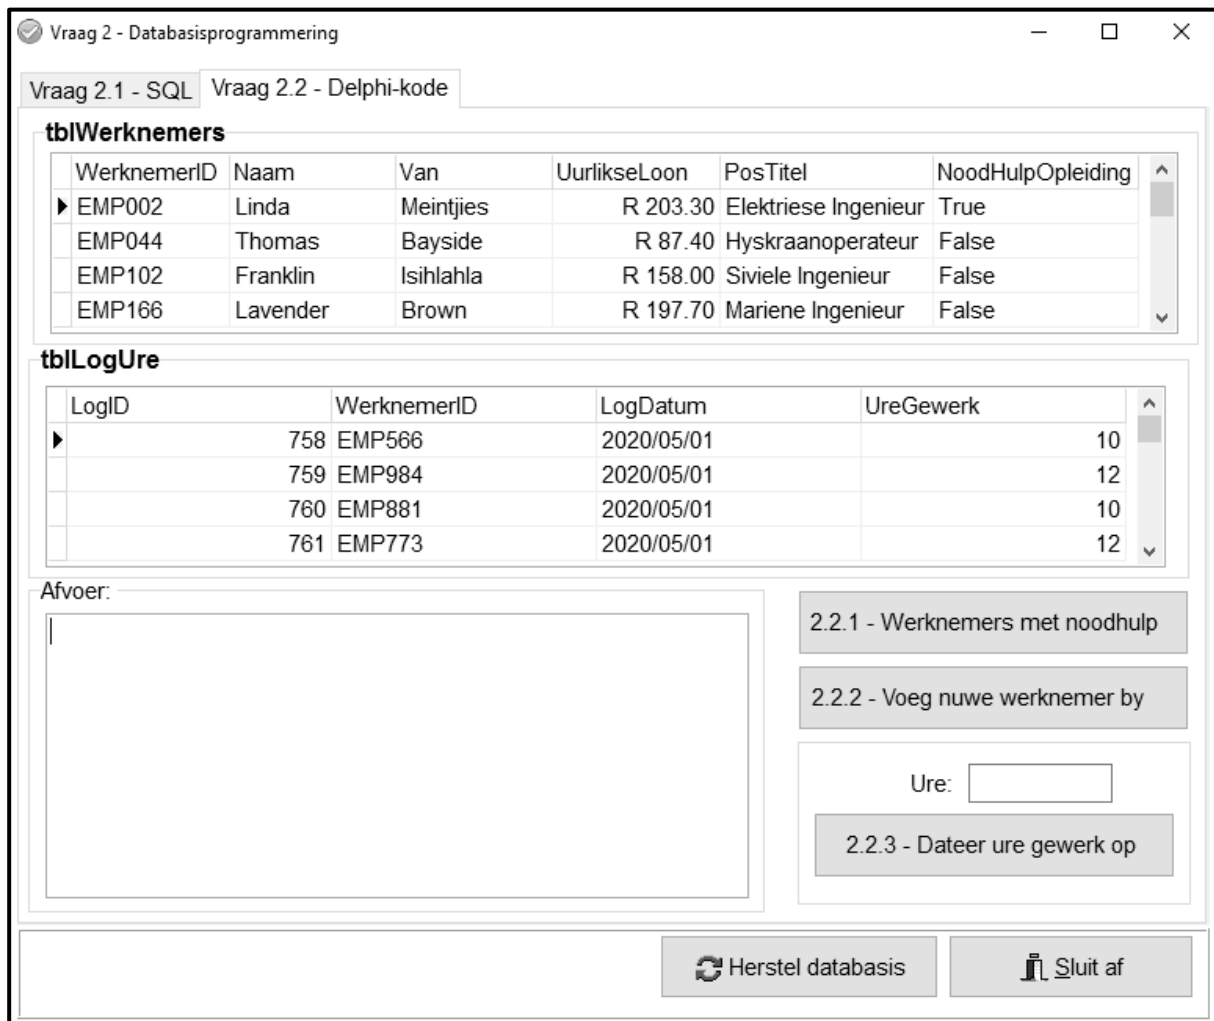 Vraag 2 - Databasisprogrammering
Vraag 2.1 - SQL Vraag 2.2 - Delphi-kode
tblWerknemers
WerknemerID Naam Van UurlikseLoon PosTitel NoodHulpOpleiding
EMP002 Linda Meintjies R 203.30 Elektriese Ingenieur True
EMP044 Thomas Bayside R 87.40 Hyskraanoperateur False
EMP102 Franklin Isihlahla R 158.00 Siviele Ingenieur False
EMP166 Lavender Brown R 197.70 Mariene Ingenieur False
tblLogUre
LogID WerknemerID LogDatum UreGewerk
758 EMP566 2020/05/01 10
759 EMP984 2020/05/01 12
760 EMP881 2020/05/01 10
761 EMP773 2020/05/01 12
Afvoer:
2.2.1 - Werknemers met noodhulp
2.2.2 - Voeg nuwe werknemer by
Ure:
2.2.3 - Dateer ure gewerk op
Herstel databasis
Sluit af